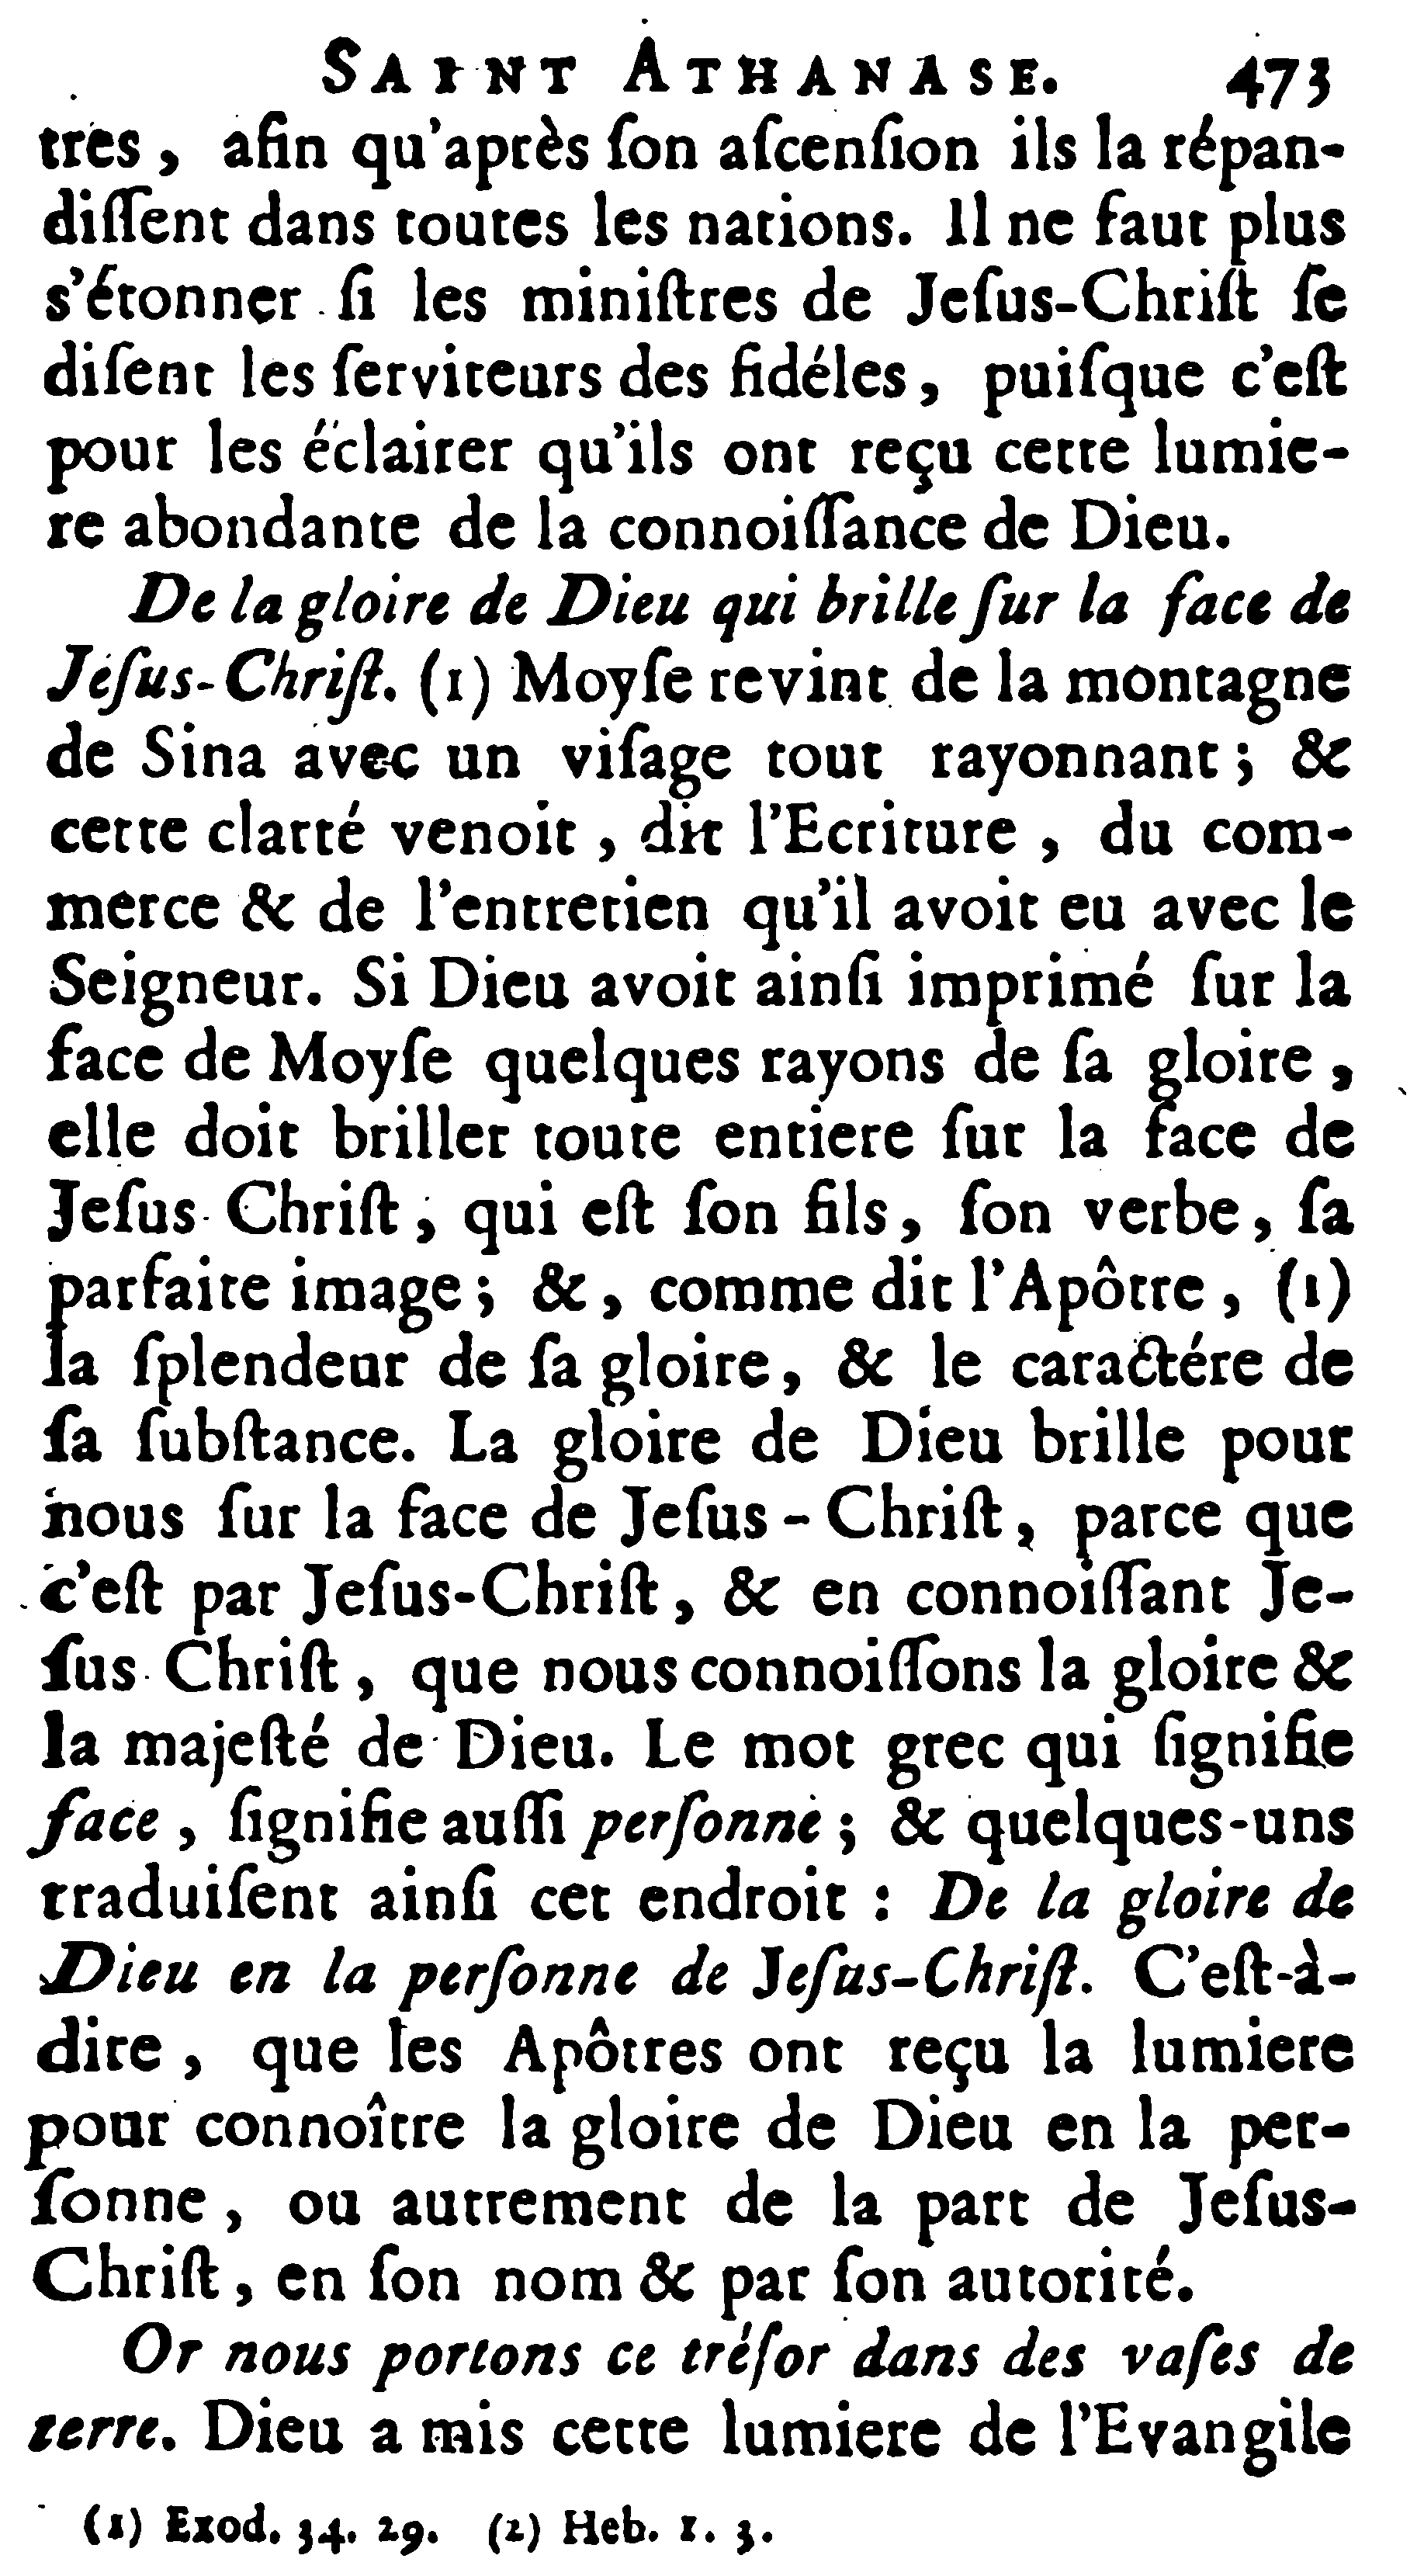 SAINT ATHANASE. 473
tres, afin qu'après ſon aſcenſion ils la répan-
diſſent dans toutes les nations. Il ne faut plus
s'étonner ſi les miniſtres de Jeſus-Chriſt ſe
diſent les ſerviteurs des fidéles, puiſque c'eſt
pour les éclairer qu'ils ont reçu cette lumie-
re abondante de la connoiſſance de Dieu.
De la gloire de Dieu qui brille ſur la face de
Jeſus-Chriſt. (1) Moyſe revint de la montagne
de Sina avec un viſage tout rayonnant ; &
cette clarté venoit, dit l'Ecriture, du com-
merce & de l'entretien qu'il avoit eu avec le
Seigneur. Si Dieu avoit ainſi imprimé ſur la
face de Moyſe quelques rayons de ſa gloire,
elle doit briller toute entiere ſur la face de
Jeſus Chriſt, qui eſt ſon fils, ſon verbe, ſa
parfaite image ; &, comme dit l'Apôtre, (1)
la ſplendeur de ſa gloire, & le caractére de
ſa ſubſtance. La gloire de Dieu brille pour
nous ſur la face de Jeſus-Chriſt, parce que
c'eſt par Jeſus-Chriſt, & en connoiſſant Je-
ſus Chriſt, que nous connoiſſons la gloire &
la majeſté de Dieu. Le mot grec qui ſignifie
face, ſignifie auſſi perſonne ; & quelques-uns
traduiſent ainſi cet endroit : De la gloire de
Dieu en la perſonne de Jeſus-Chriſt. C'eſt-à-
dire, que les Apôtres ont reçu la lumiere
pour connoître la gloire de Dieu en la per-
ſonne, ou autrement de la part de Jeſus-
Chriſt, en ſon nom & par ſon autorité.
Or nous portons ce tréſor dans des vaſes de
terre. Dieu a mis cette lumiere de l'Evangile
(1) Exod. 34. 29. (2) Heb. 1. 3.